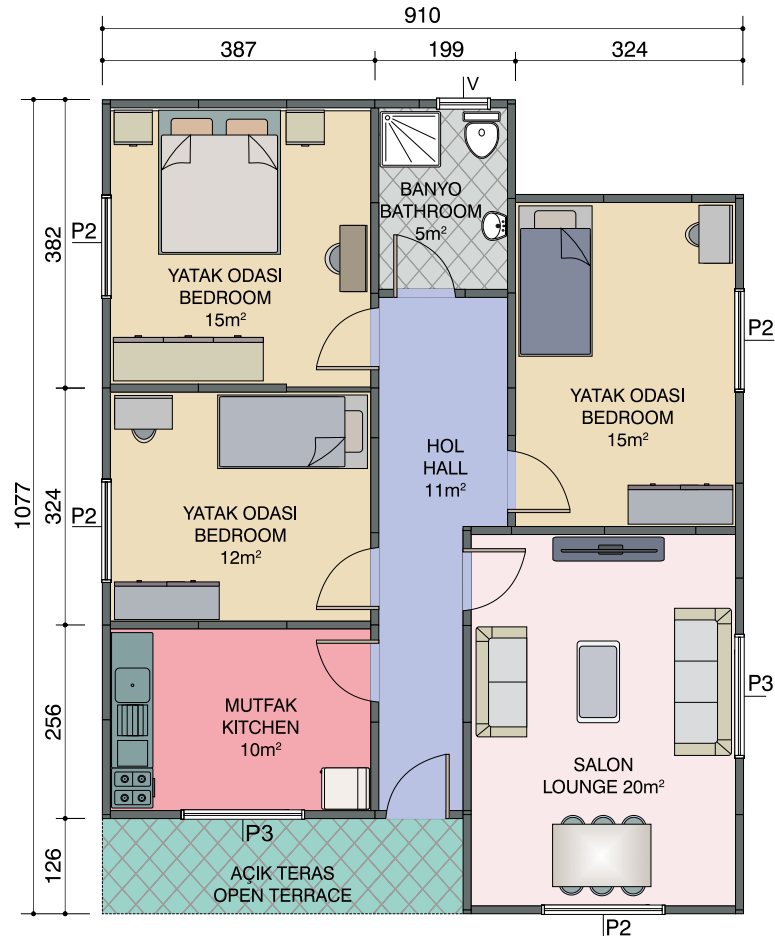 910
387
199
324
V
1077
382
324
256
126
P2
YATAK ODASI
BEDROOM
15m²
BANYO
BATHROOM
5m²
P2
YATAK ODASI
BEDROOM
15m²
HOL
HALL
11m²
P2
YATAK ODASI
BEDROOM
12m²
MUTFAK
KITCHEN
10m²
P3
P3
SALON
LOUNGE 20m²
AÇIK TERAS
OPEN TERRACE
P2